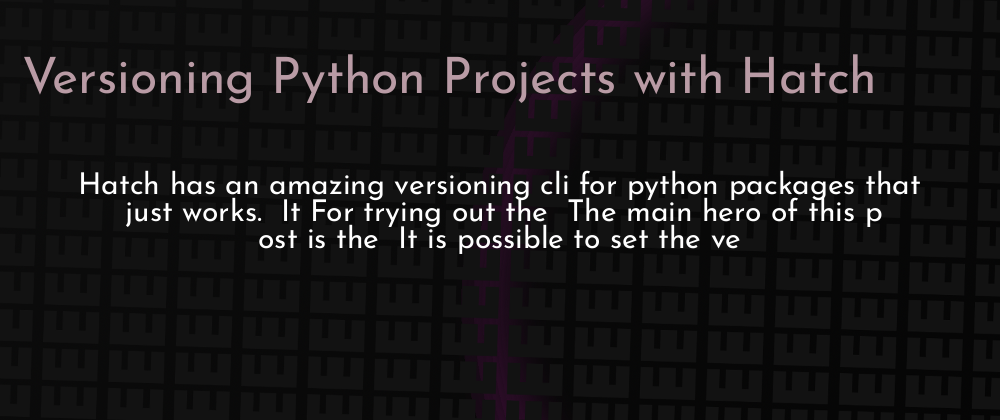 Versioning Python Projects with Hatch
Hatch has an amazing versioning cli for python packages that
just works.  It For trying out the  The main hero of this p
ost is the  It is possible to set the ve